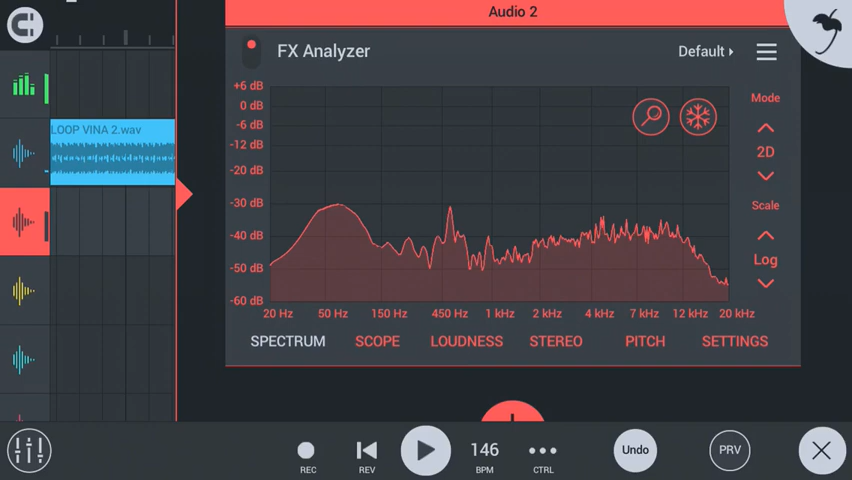 Audio 2
FX Analyzer
Default
+6 dB
0 dB
-6 dB
-12 dB
-20 dB
-30 dB
-40 dB
-50 dB
-60 dB
20 Hz 50 Hz 150 Hz 450 Hz 1 kHz 2 kHz 4 kHz 7 kHz 12 kHz 20 kHz
Mode
2D
Scale
Log
SPECTRUM SCOPE LOUDNESS STEREO PITCH SETTINGS
LOOP VINA 2.wav
REC
REV
146
BPM
CTRL
Undo
PRV